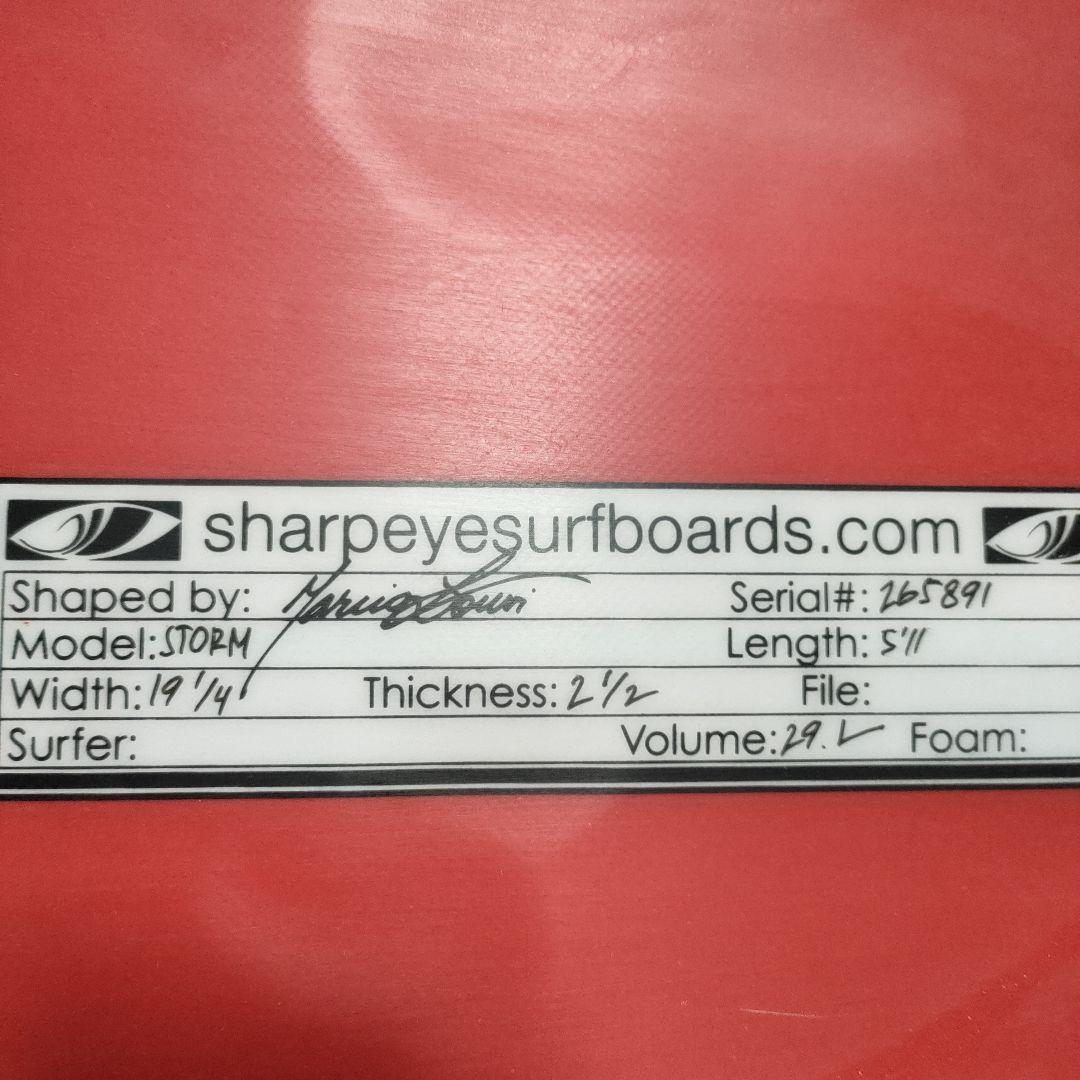 sharpeyesurfboards.com
Shaped by: Serial#: 265891
Model: STORM Length: 5'11
Width: 19 1/4 Thickness: 2 1/2 File:
Surfer: Volume: 29. L Foam: